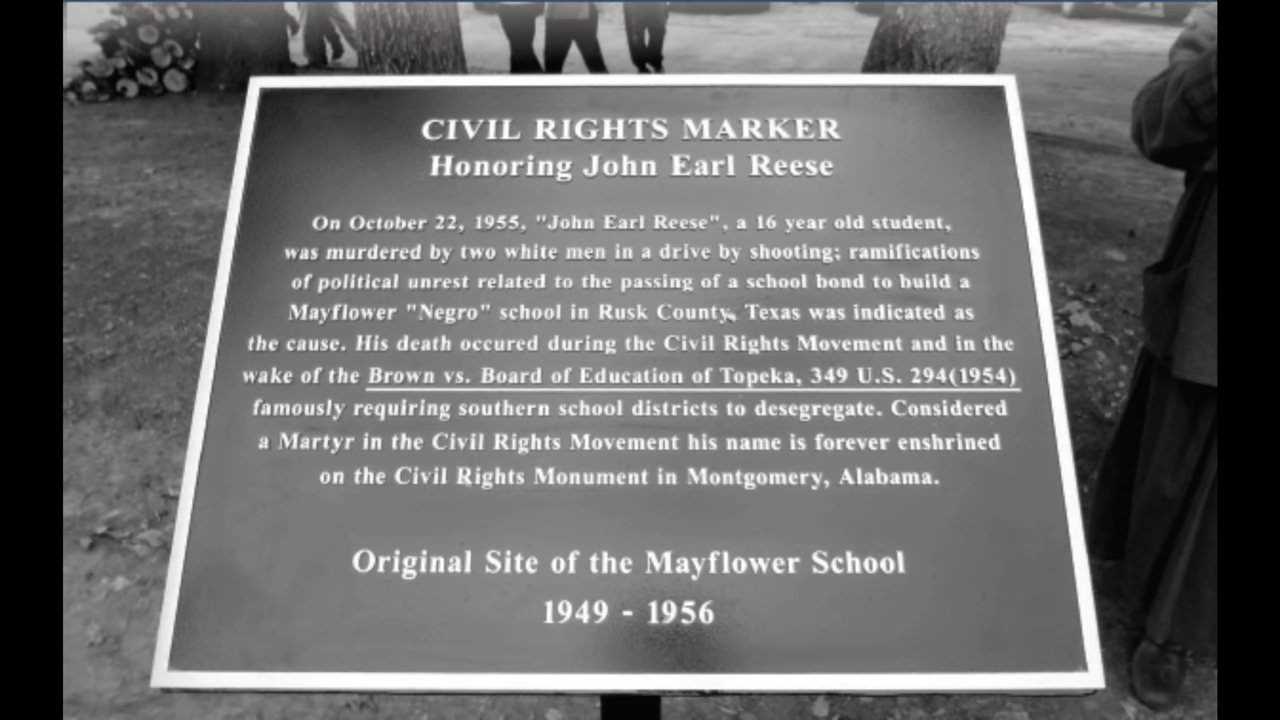 CIVIL RIGHTS MARKER
Honoring John Earl Reese
On October 22, 1955, "John Earl Reese", a 16 year old student,
was murdered by two white men in a drive by shooting; ramifications
of political unrest related to the passing of a school bond to build a
Mayflower "Negro" school in Rusk County, Texas was indicated as
the cause. His death occured during the Civil Rights Movement and in the
wake of the Brown vs. Board of Education of Topeka, 349 U.S. 294(1954)
famously requiring southern school districts to desegregate. Considered
a Martyr in the Civil Rights Movement his name is forever enshrined
on the Civil Rights Monument in Montgomery, Alabama.
Original Site of the Mayflower School
1949 - 1956